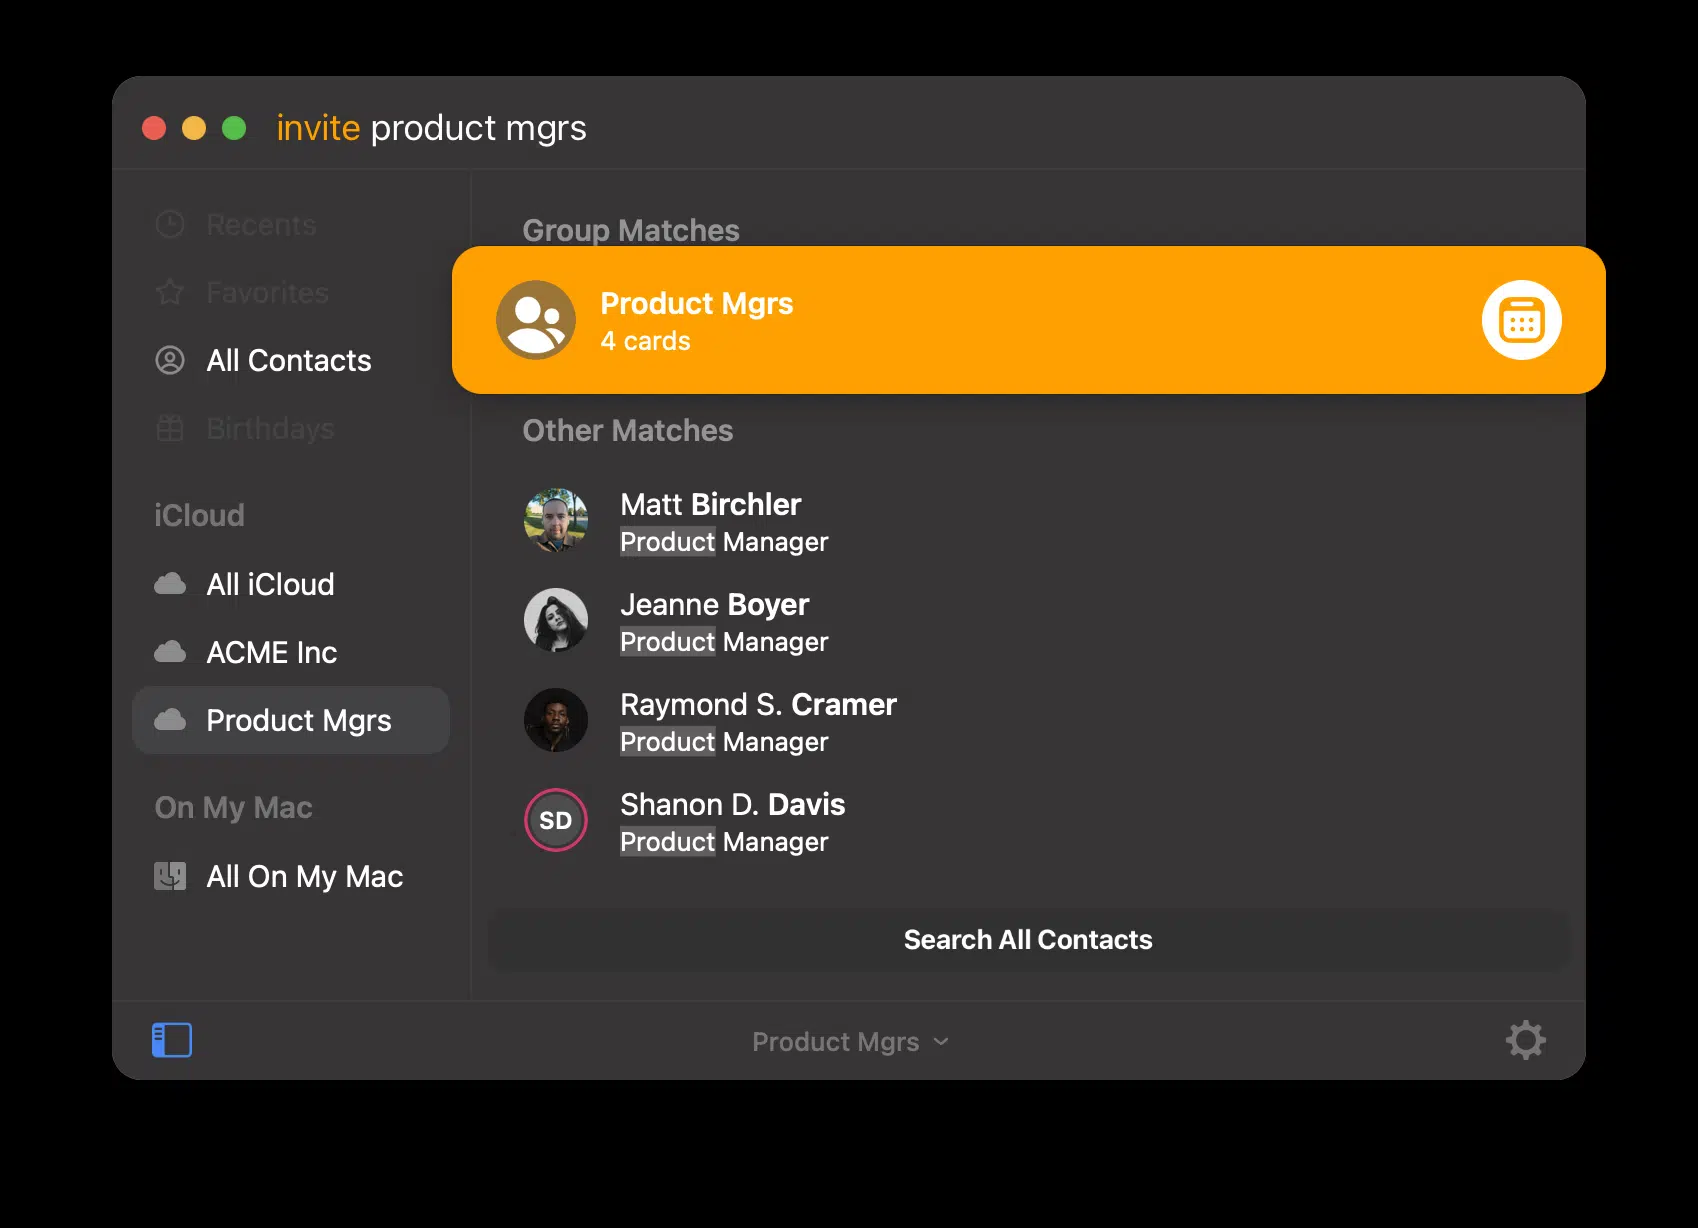 invite product mgrs
Recents
Favorites
All Contacts
Birthdays
iCloud
All iCloud
ACME Inc
Product Mgrs
On My Mac
All On My Mac
Group Matches
Product Mgrs
4 cards
Other Matches
Matt Birchler
Product Manager
Jeanne Boyer
Product Manager
Raymond S. Cramer
Product Manager
SD
Shanon D. Davis
Product Manager
Search All Contacts
Product Mgrs